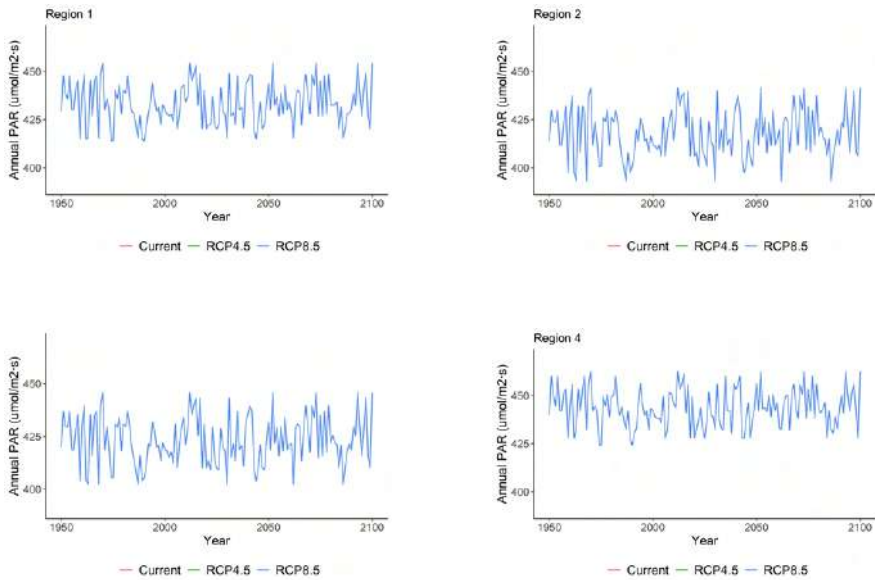 Region 1
Annual PAR (umol/m2·s)
450
425
400
1950 2000 2050 2100
Year
Current RCP4.5 RCP8.5
Region 2
Annual PAR (umol/m2·s)
450
425
400
1950 2000 2050 2100
Year
Current RCP4.5 RCP8.5
Annual PAR (umol/m2·s)
450
425
400
1950 2000 2050 2100
Year
Current RCP4.5 RCP8.5
Region 4
Annual PAR (umol/m2·s)
450
425
400
1950 2000 2050 2100
Year
Current RCP4.5 RCP8.5